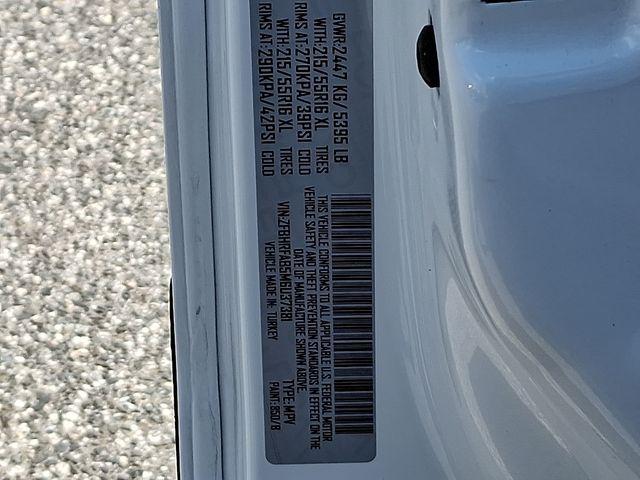 GVWR: 2447 KG/ 5395 LB
WITH-215/55R16 XL TIRES
RIMS AT-270KPA/39PSI COLD
WITH-215/55R16 XL TIRES
RIMS AT-290KPA/42PSI COLD
THIS VEHICLE CONFORMS TO ALL APPLICABLE U.S. FEDERAL MOTOR
VEHICLE SAFETY AND THEFT PREVENTION STANDARDS IN EFFECT ON THE
DATE OF MANUFACTURE SHOWN ABOVE.
TYPE: MPV
VEHICLE MADE IN: TURKEY